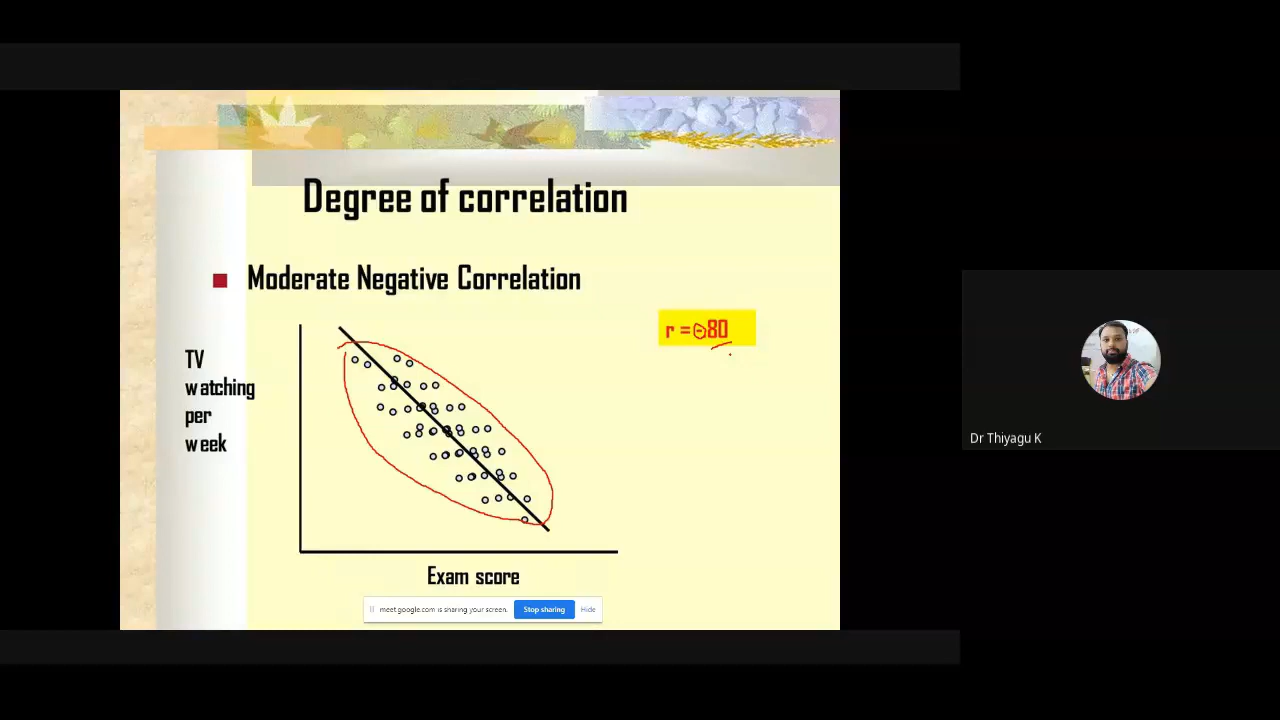 Degree of correlation
Moderate Negative Correlation
r = -80
TV
watching
per
week
Exam score
meet.google.com is sharing your screen.
Stop sharing
Hide
Dr Thiyagu K